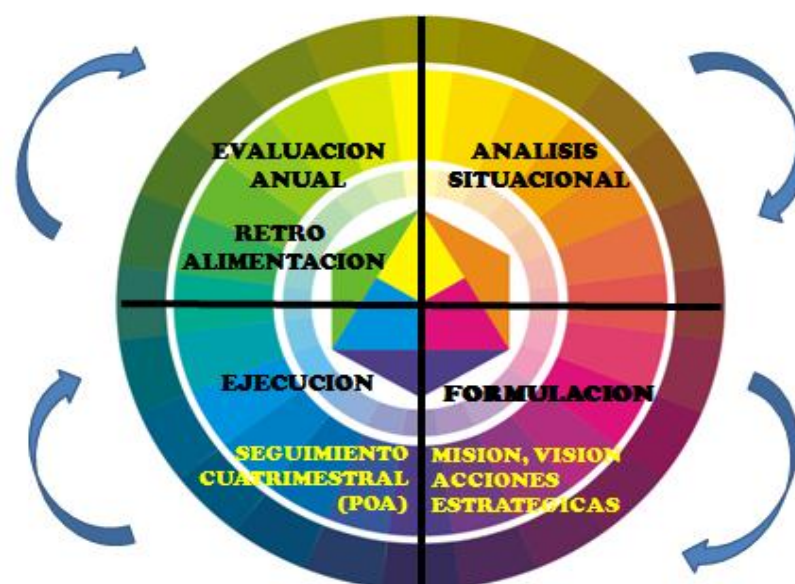 EVALUACION
ANUAL
RETRO
ALIMENTACION
ANALISIS
SITUACIONAL
EJECUCION
SEGUIMIENTO
CUATRIMESTRAL
(POA)
FORMULACION
MISION, VISION
ACCIONES
ESTRATEGICAS